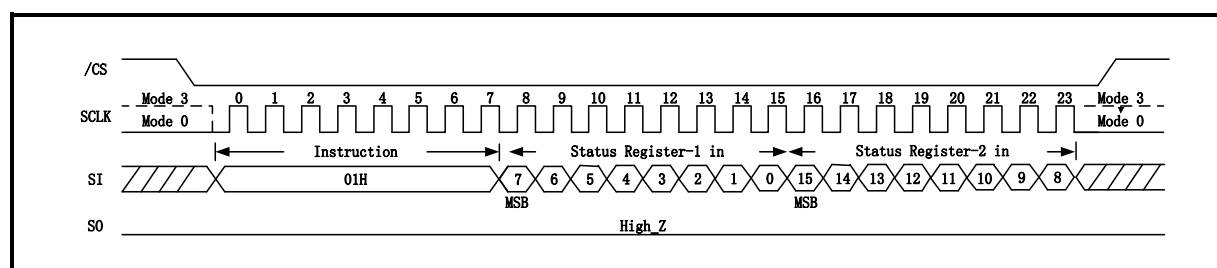 /CS
Mode 3 0 1 2 3 4 5 6 7 8 9 10 11 12 13 14 15 16 17 18 19 20 21 22 23 Mode 3
SCLK
Mode 0 Mode 0
Instruction Status Register-1 in Status Register-2 in
SI 01H 7 6 5 4 3 2 1 0 15 14 13 12 11 10 9 8
MSB MSB
SO High_Z